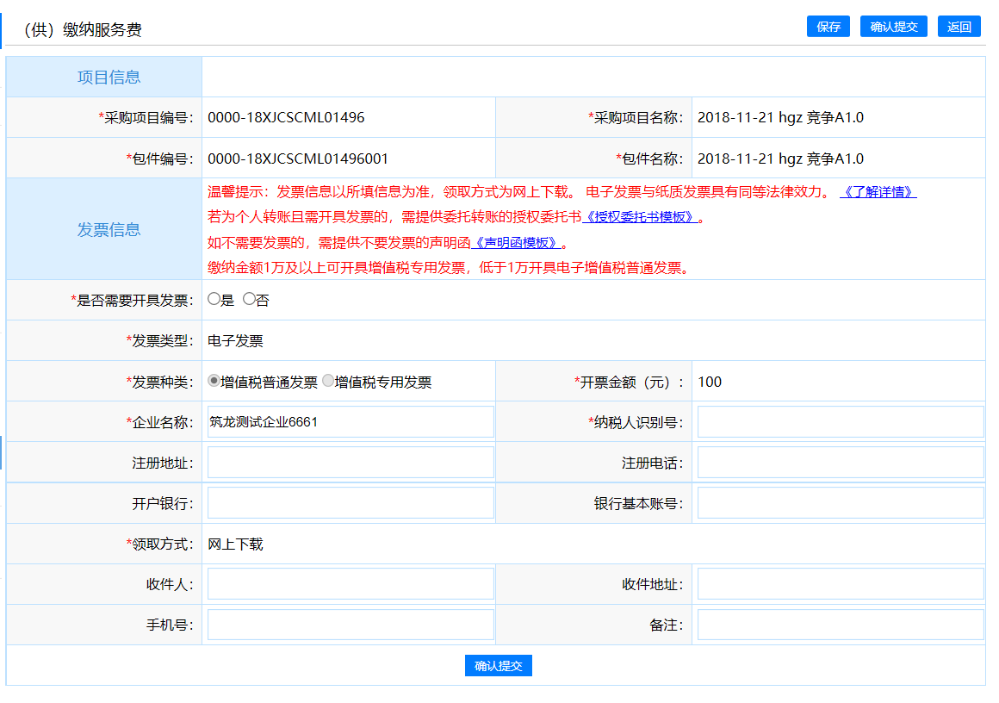 （供）缴纳服务费 保存 确认提交 返回
项目信息
*采购项目编号： 0000-18XJCSCML01496 *采购项目名称： 2018-11-21 hgz 竞争A1.0
*包件编号： 0000-18XJCSCML01496001 *包件名称： 2018-11-21 hgz 竞争A1.0
发票信息
温馨提示：发票信息以所填信息为准，领取方式为网上下载。 电子发票与纸质发票具有同等法律效力。 《了解详情》
若为个人转账且需开具发票的，需提供委托转账的授权委托书《授权委托书模板》。
如不需要发票的，需提供不要发票的声明函《声明函模板》。
缴纳金额1万及以上可开具增值税专用发票，低于1万开具电子增值税普通发票。
*是否需要开具发票： 是 否
*发票类型： 电子发票
*发票种类： 增值税普通发票 增值税专用发票 *开票金额（元）： 100
*企业名称： 筑龙测试企业6661 *纳税人识别号：
注册地址： 注册电话：
开户银行： 银行基本账号：
*领取方式： 网上下载
收件人： 收件地址：
手机号： 备注：
确认提交